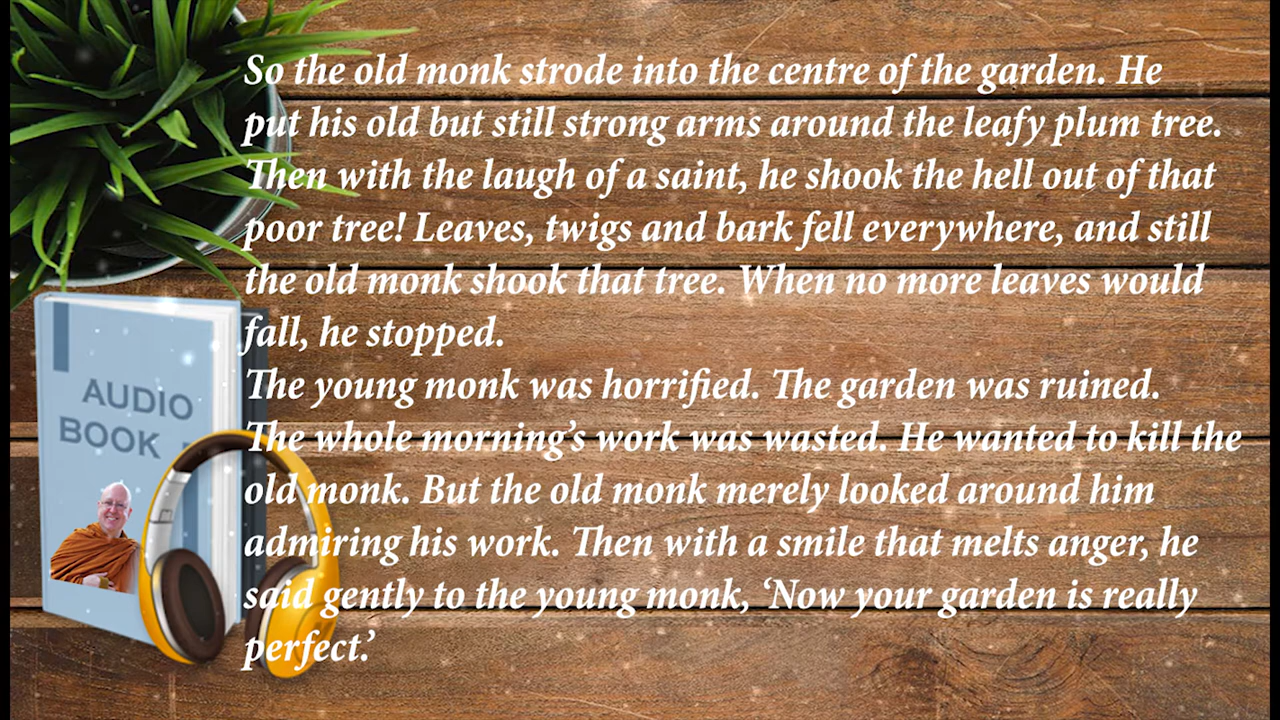 So the old monk strode into the centre of the garden. He
put his old but still strong arms around the leafy plum tree.
Then with the laugh of a saint, he shook the hell out of that
poor tree! Leaves, twigs and bark fell everywhere, and still
the old monk shook that tree. When no more leaves would
fall, he stopped.
The young monk was horrified. The garden was ruined.
The whole morning’s work was wasted. He wanted to kill the
old monk. But the old monk merely looked around him
admiring his work. Then with a smile that melts anger, he
said gently to the young monk, ‘Now your garden is really
perfect.’
AUDIO
BOOK